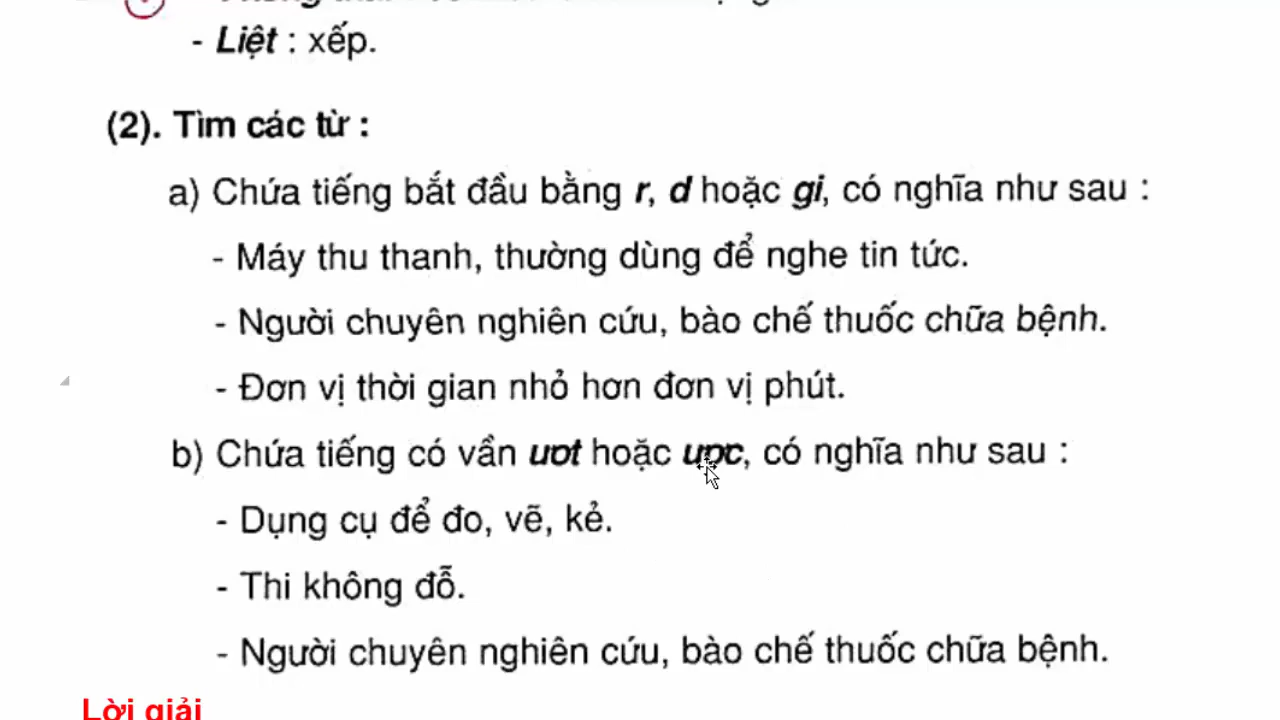 - Liệt : xếp.
(2). Tìm các từ :
a) Chứa tiếng bắt đầu bằng r, d hoặc gi, có nghĩa như sau :
- Máy thu thanh, thường dùng để nghe tin tức.
- Người chuyên nghiên cứu, bào chế thuốc chữa bệnh.
- Đơn vị thời gian nhỏ hơn đơn vị phút.
b) Chứa tiếng có vần ươt hoặc ươc, có nghĩa như sau :
- Dụng cụ để đo, vẽ, kẻ.
- Thi không đỗ.
- Người chuyên nghiên cứu, bào chế thuốc chữa bệnh.
Lời giải